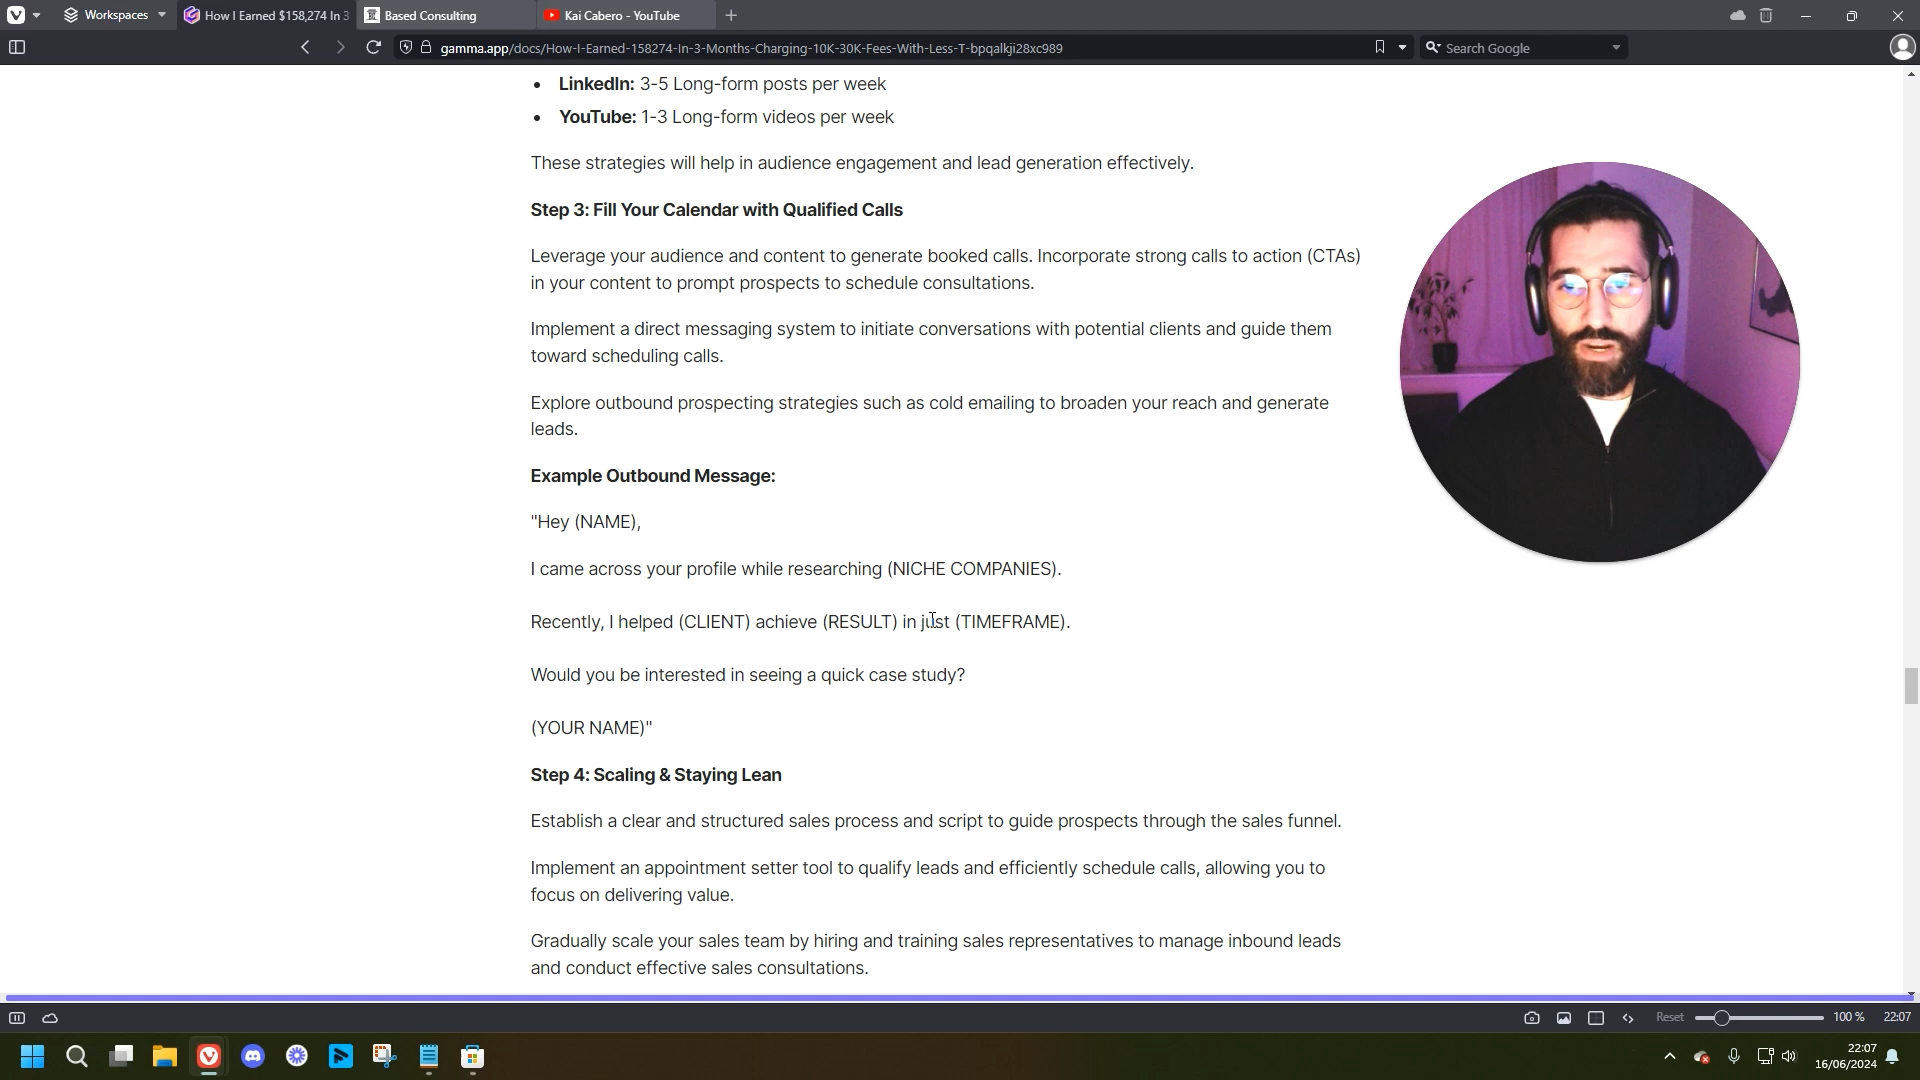 Workspaces
How I Earned $158,274 In 3
Based Consulting
Kai Cabero - YouTube
gamma.app/docs/How-I-Earned-158274-In-3-Months-Charging-10K-30K-Fees-With-Less-T-bpqalkji28xc989
Search Google
• LinkedIn: 3-5 Long-form posts per week
• YouTube: 1-3 Long-form videos per week
These strategies will help in audience engagement and lead generation effectively.
Step 3: Fill Your Calendar with Qualified Calls
Leverage your audience and content to generate booked calls. Incorporate strong calls to action (CTAs)
in your content to prompt prospects to schedule consultations.
Implement a direct messaging system to initiate conversations with potential clients and guide them
toward scheduling calls.
Explore outbound prospecting strategies such as cold emailing to broaden your reach and generate
leads.
Example Outbound Message:
"Hey (NAME),
I came across your profile while researching (NICHE COMPANIES).
Recently, I helped (CLIENT) achieve (RESULT) in just (TIMEFRAME).
Would you be interested in seeing a quick case study?
(YOUR NAME)"
Step 4: Scaling & Staying Lean
Establish a clear and structured sales process and script to guide prospects through the sales funnel.
Implement an appointment setter tool to qualify leads and efficiently schedule calls, allowing you to
focus on delivering value.
Gradually scale your sales team by hiring and training sales representatives to manage inbound leads
and conduct effective sales consultations.
Reset
100 %
22:07
22:07
16/06/2024